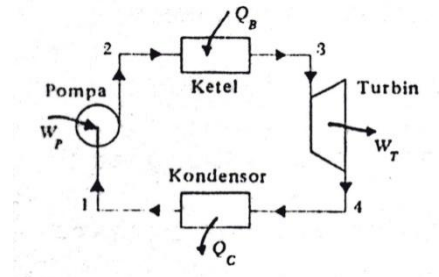 Q_B
2
3
Pompa
Ketel
Turbin
W_P
W_T
Kondensor
1
4
Q_C